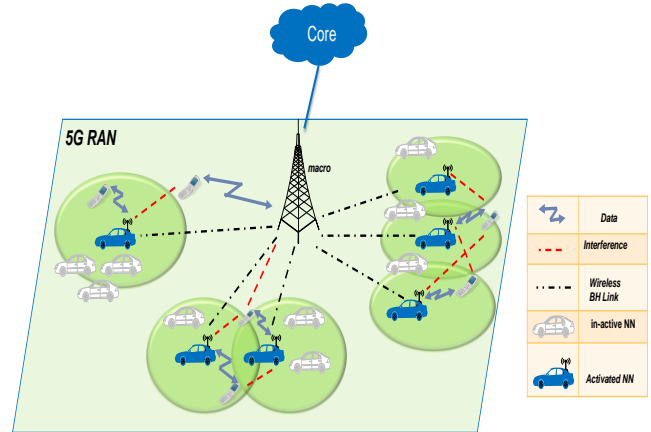 Core
5G RAN
macro
Data
Interference
Wireless
BH Link
in-active NN
Activated NN